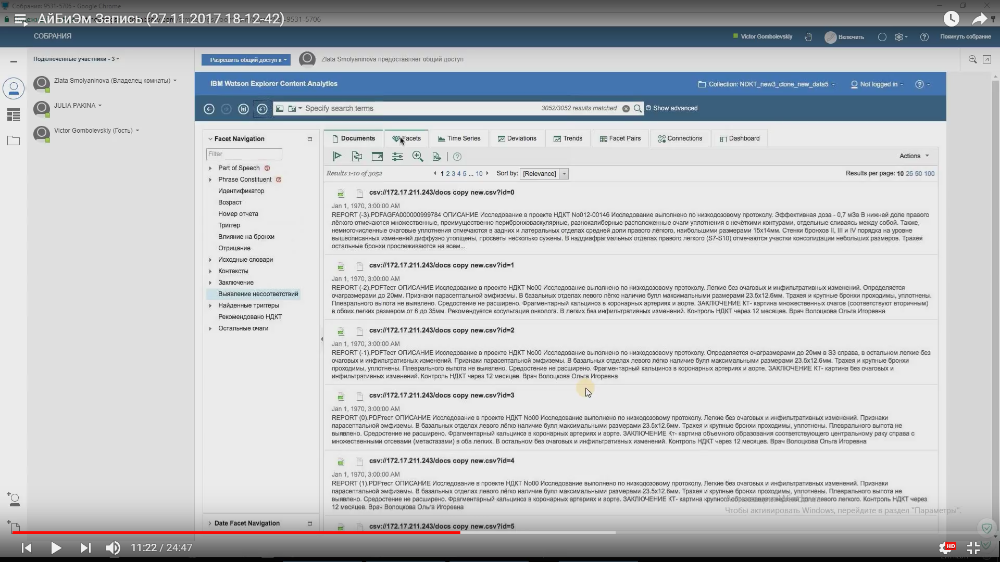 Собрания: 9531-5706 - Google Chrome
АйБиЭм Запись (27.11.2017 18-12-42)
=9531-5706
СОБРАНИЯ
Victor Gombolevskiy
Включить
Покинуть собрание
Подключенные участники - 3
Разрешить общий доступ к
Zlata Smolyaninova предоставляет общий доступ
Zlata Smolyaninova (Владелец комнаты)
JULIA PAKINA
Victor Gombolevskiy (Гость)
IBM Watson Explorer Content Analytics
Collection: NDKT_new3_clone_new_data5
Not logged in
Specify search terms
3052/3052 results matched
Show advanced
Facet Navigation
Filter
Part of Speech
Phrase Constituent
Идентификатор
Возраст
Номер отчета
Триггер
Влияние на бронхи
Отрицание
Исходные словари
Контексты
Заключение
Выявление несоответствий
Найденные триггеры
Рекомендовано НДКТ
Остальные очаги
Date Facet Navigation
Documents
Facets
Time Series
Deviations
Trends
Facet Pairs
Connections
Dashboard
Actions
Results 1-10 of 3052
1 2 3 4 5 ... 10
Sort by: [Relevance]
Results per page: 10 25 50 100
csv://172.17.211.243/docs copy new.csv?id=0
Jan 1, 1970, 3:00:00 AM
REPORT (-3).PDFAGFA000000999784 ОПИСАНИЕ Исследование в проекте НДКТ No012-00146 Исследование выполнено по низкодозовому протоколу. Эффективная доза - 0,7 мЗв В нижней доле правого
лёгкого отмечаются множественные, преимущественно перибронховаскулярные, разнокалиберные расположенные очаги уплотнения с нечёткими контурами, отдельные сливаясь между собой. Также,
немногочисленные очаговые уплотнения отмечаются в задних и латеральных отделах средней доли правого лёгкого, наибольшими размерами 15х14мм. Стенки бронхов II, III и IV порядка на уровне
вышеописанных изменений диффузно утолщены, просветы несколько сужены. В наддиафрагмальных отделах правого легкого (S7-S10) отмечаются участки консолидации небольших размеров. Трахея
остальные бронхи прослеживаются на всем...
csv://172.17.211.243/docs copy new.csv?id=1
Jan 1, 1970, 3:00:00 AM
REPORT (-2).PDFТест ОПИСАНИЕ Исследование в проекте НДКТ No00 Исследование выполнено по низкодозовому протоколу. Легкие без очаговых и инфильтративных изменений. Определяется
очагразмерами до 20мм. Признаки парасептальной эмфиземы. В базальных отделах левого лёгко наличие булл максимальными размерами 23.5х12.6мм. Трахея и крупные бронхи проходимы, уплотнены.
Плеврального выпота не выявлено. Средостение не расширено. Фрагментарный кальциноз в коронарных артериях и аорте. ЗАКЛЮЧЕНИЕ КТ- картина множественных очагов (соответствуют вторичным)
в обоих легких размером от 6 до 35мм. Рекомендуется косультация онколога. В легких без инфильтративных изменений. Контроль НДКТ через 12 месяцев. Врач Волоцкова Ольга Игоревна
csv://172.17.211.243/docs copy new.csv?id=2
Jan 1, 1970, 3:00:00 AM
REPORT (-1).PDFТест ОПИСАНИЕ Исследование в проекте НДКТ No00 Исследование выполнено по низкодозовому протоколу. Определяется очагразмерами до 20мм в S3 справа, в остальном легкие без
очаговых и инфильтративных изменений. Признаки парасептальной эмфиземы. В базальных отделах левого лёгко наличие булл максимальными размерами 23.5х12.6мм. Трахея и крупные бронхи
проходимы, уплотнены. Плеврального выпота не выявлено. Средостение не расширено. Фрагментарный кальциноз в коронарных артериях и аорте. ЗАКЛЮЧЕНИЕ КТ- картина без очаговых и
инфильтративных изменений. Контроль НДКТ через 12 месяцев. Врач Волоцкова Ольга Игоревна
csv://172.17.211.243/docs copy new.csv?id=3
Jan 1, 1970, 3:00:00 AM
REPORT (0).PDFтест ОПИСАНИЕ Исследование в проекте НДКТ No00 Исследование выполнено по низкодозовому протоколу. Легкие без очаговых и инфильтративных изменений. Признаки
парасептальной эмфиземы. В базальных отделах левого лёгко наличие булл максимальными размерами 23.5х12.6мм. Трахея и крупные бронхи проходимы, уплотнены. Плеврального выпота не
выявлено. Средостение не расширено. Фрагментарный кальциноз в коронарных артериях и аорте. ЗАКЛЮЧЕНИЕ Кт- картина объемного образования соответствующего центральному раку справа с
множественными отсевами (метастазами) в оба легких. В остальном без очаговых и инфильтративных изменений. Контроль НДКТ через 12 месяцев. Врач Волоцкова Ольга Игоревна
csv://172.17.211.243/docs copy new.csv?id=4
Jan 1, 1970, 3:00:00 AM
REPORT (1).PDFтест ОПИСАНИЕ Исследование в проекте НДКТ No00 Исследование выполнено по низкодозовому протоколу. Легкие без очаговых и инфильтративных изменений. Признаки
парасептальной эмфиземы. В базальных отделах левого лёгко наличие булл максимальными размерами 23.5х12.6мм. Трахея и крупные бронхи проходимы, уплотнены. Плеврального выпота не
выявлено. Средостение не расширено. Фрагментарный кальциноз в коронарных артериях и аорте. ЗАКЛЮЧЕНИЕ КТ- картина крупного образования верхней доли левого легкого. Контроль НДКТ через
12 месяцев. Врач Волоцкова Ольга Игоревна
Активация Windows
Чтобы активировать Windows, перейдите в раздел "Параметры".
csv://172.17.211.243/docs copy new.csv?id=5
11:22 / 24:47
HD